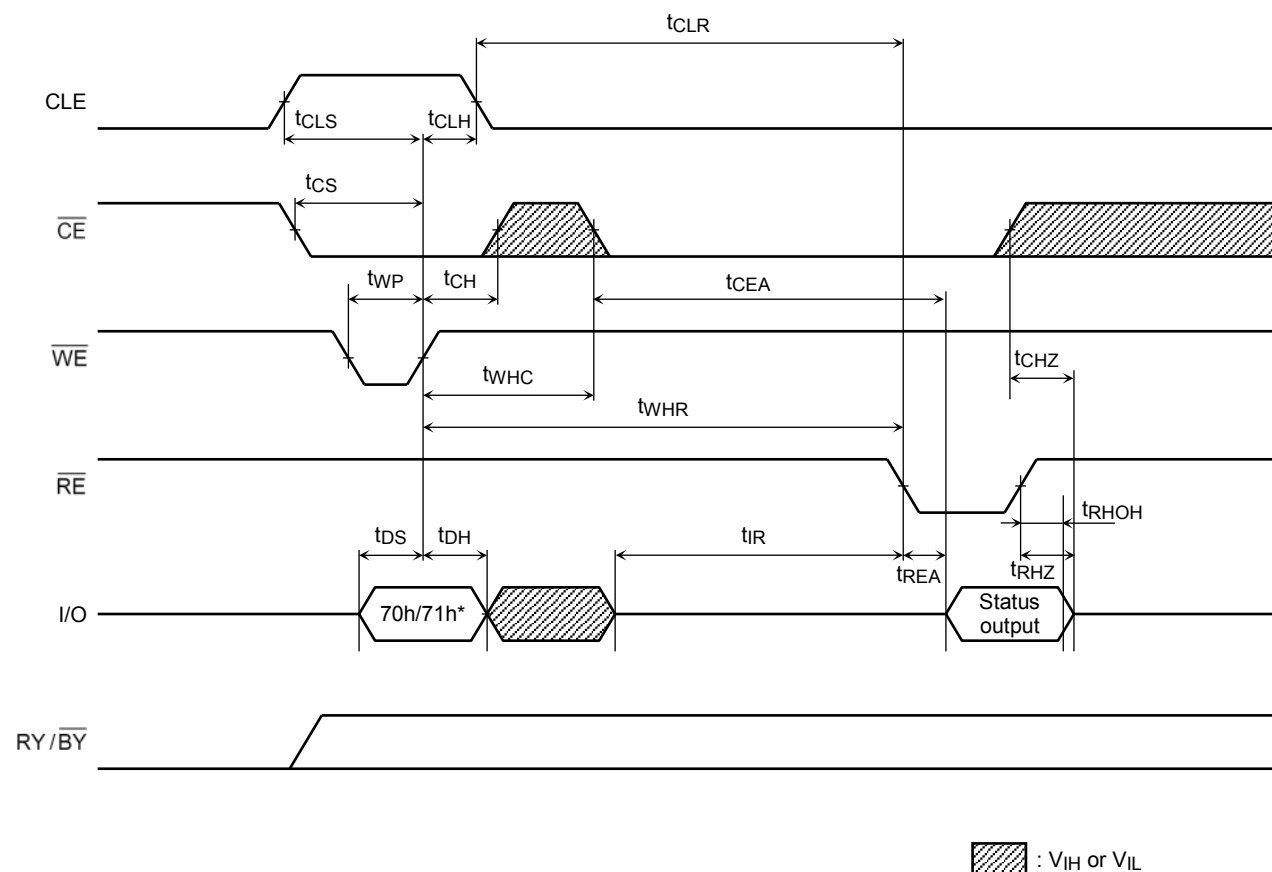 tCLR
CLE
tCLS
tCLH
tCS
CE
tWP
tCH
tCEA
WE
tCHZ
tWHC
tWHR
RE
tRHOH
tDS
tDH
tIR
tREA
tRHZ
I/O
70h/71h*
Status
output
RY/BY
: VIH or VIL